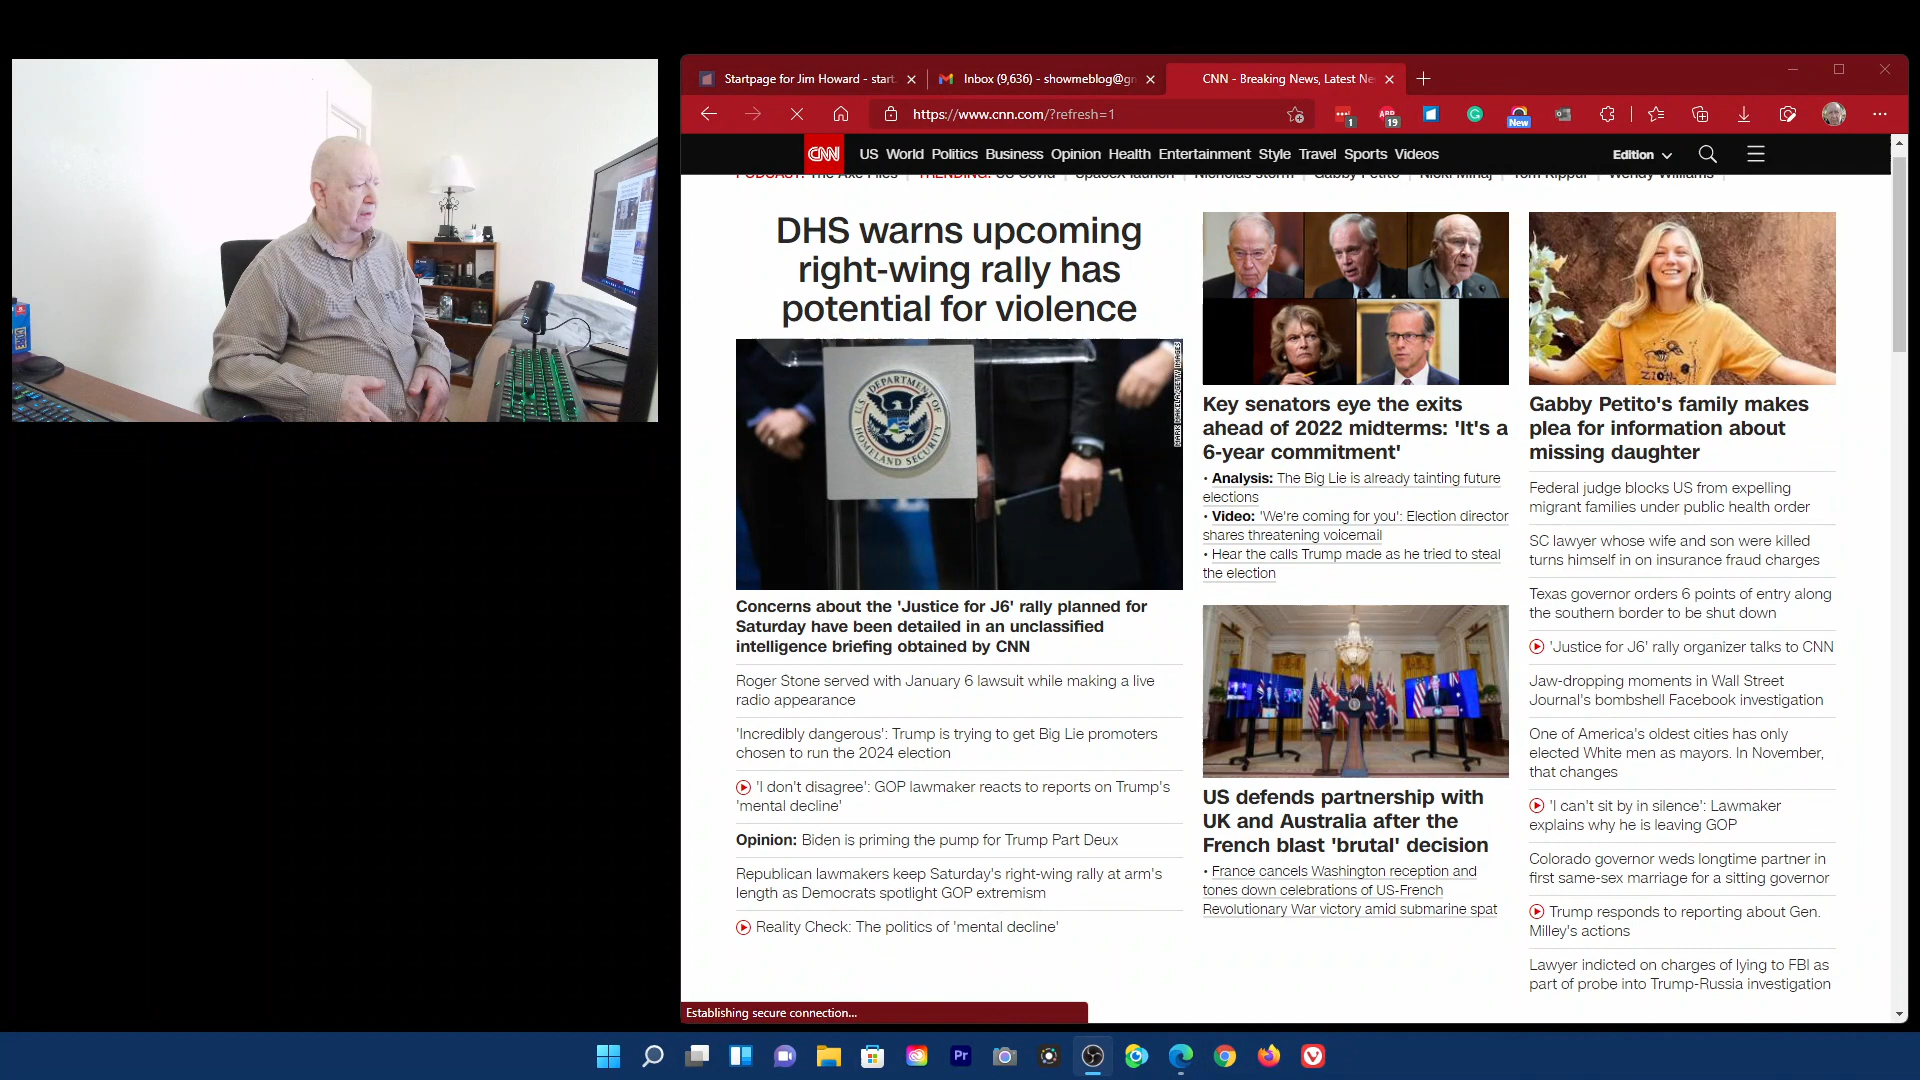 Startpage for Jim Howard - start.
Inbox (9,636) - showmeblog@gm
CNN - Breaking News, Latest Ne
https://www.cnn.com/?refresh=1
1
ABP
19
New
CNN
US World Politics Business Opinion Health Entertainment Style Travel Sports Videos
Edition
PODCAST: The Axe Files TRENDING: US Covid SpaceX launch Nicholas storm Gabby Petito Nicki Minaj Tom Kippur Wendy Williams
DHS warns upcoming
right-wing rally has
potential for violence
U.S. DEPARTMENT OF
HOMELAND SECURITY
MARK MAKELA/GETTY IMAGES
Concerns about the 'Justice for J6' rally planned for
Saturday have been detailed in an unclassified
intelligence briefing obtained by CNN
Roger Stone served with January 6 lawsuit while making a live
radio appearance
'Incredibly dangerous': Trump is trying to get Big Lie promoters
chosen to run the 2024 election
'I don't disagree': GOP lawmaker reacts to reports on Trump's
'mental decline'
Opinion: Biden is priming the pump for Trump Part Deux
Republican lawmakers keep Saturday's right-wing rally at arm's
length as Democrats spotlight GOP extremism
Reality Check: The politics of 'mental decline'
Key senators eye the exits
ahead of 2022 midterms: 'It's a
6-year commitment'
• Analysis: The Big Lie is already tainting future
elections
• Video: 'We're coming for you': Election director
shares threatening voicemail
• Hear the calls Trump made as he tried to steal
the election
US defends partnership with
UK and Australia after the
French blast 'brutal' decision
• France cancels Washington reception and
tones down celebrations of US-French
Revolutionary War victory amid submarine spat
ZION
Gabby Petito's family makes
plea for information about
missing daughter
Federal judge blocks US from expelling
migrant families under public health order
SC lawyer whose wife and son were killed
turns himself in on insurance fraud charges
Texas governor orders 6 points of entry along
the southern border to be shut down
'Justice for J6' rally organizer talks to CNN
Jaw-dropping moments in Wall Street
Journal's bombshell Facebook investigation
One of America's oldest cities has only
elected White men as mayors. In November,
that changes
'I can't sit by in silence': Lawmaker
explains why he is leaving GOP
Colorado governor weds longtime partner in
first same-sex marriage for a sitting governor
Trump responds to reporting about Gen.
Milley's actions
Lawyer indicted on charges of lying to FBI as
part of probe into Trump-Russia investigation
Establishing secure connection...
Pr